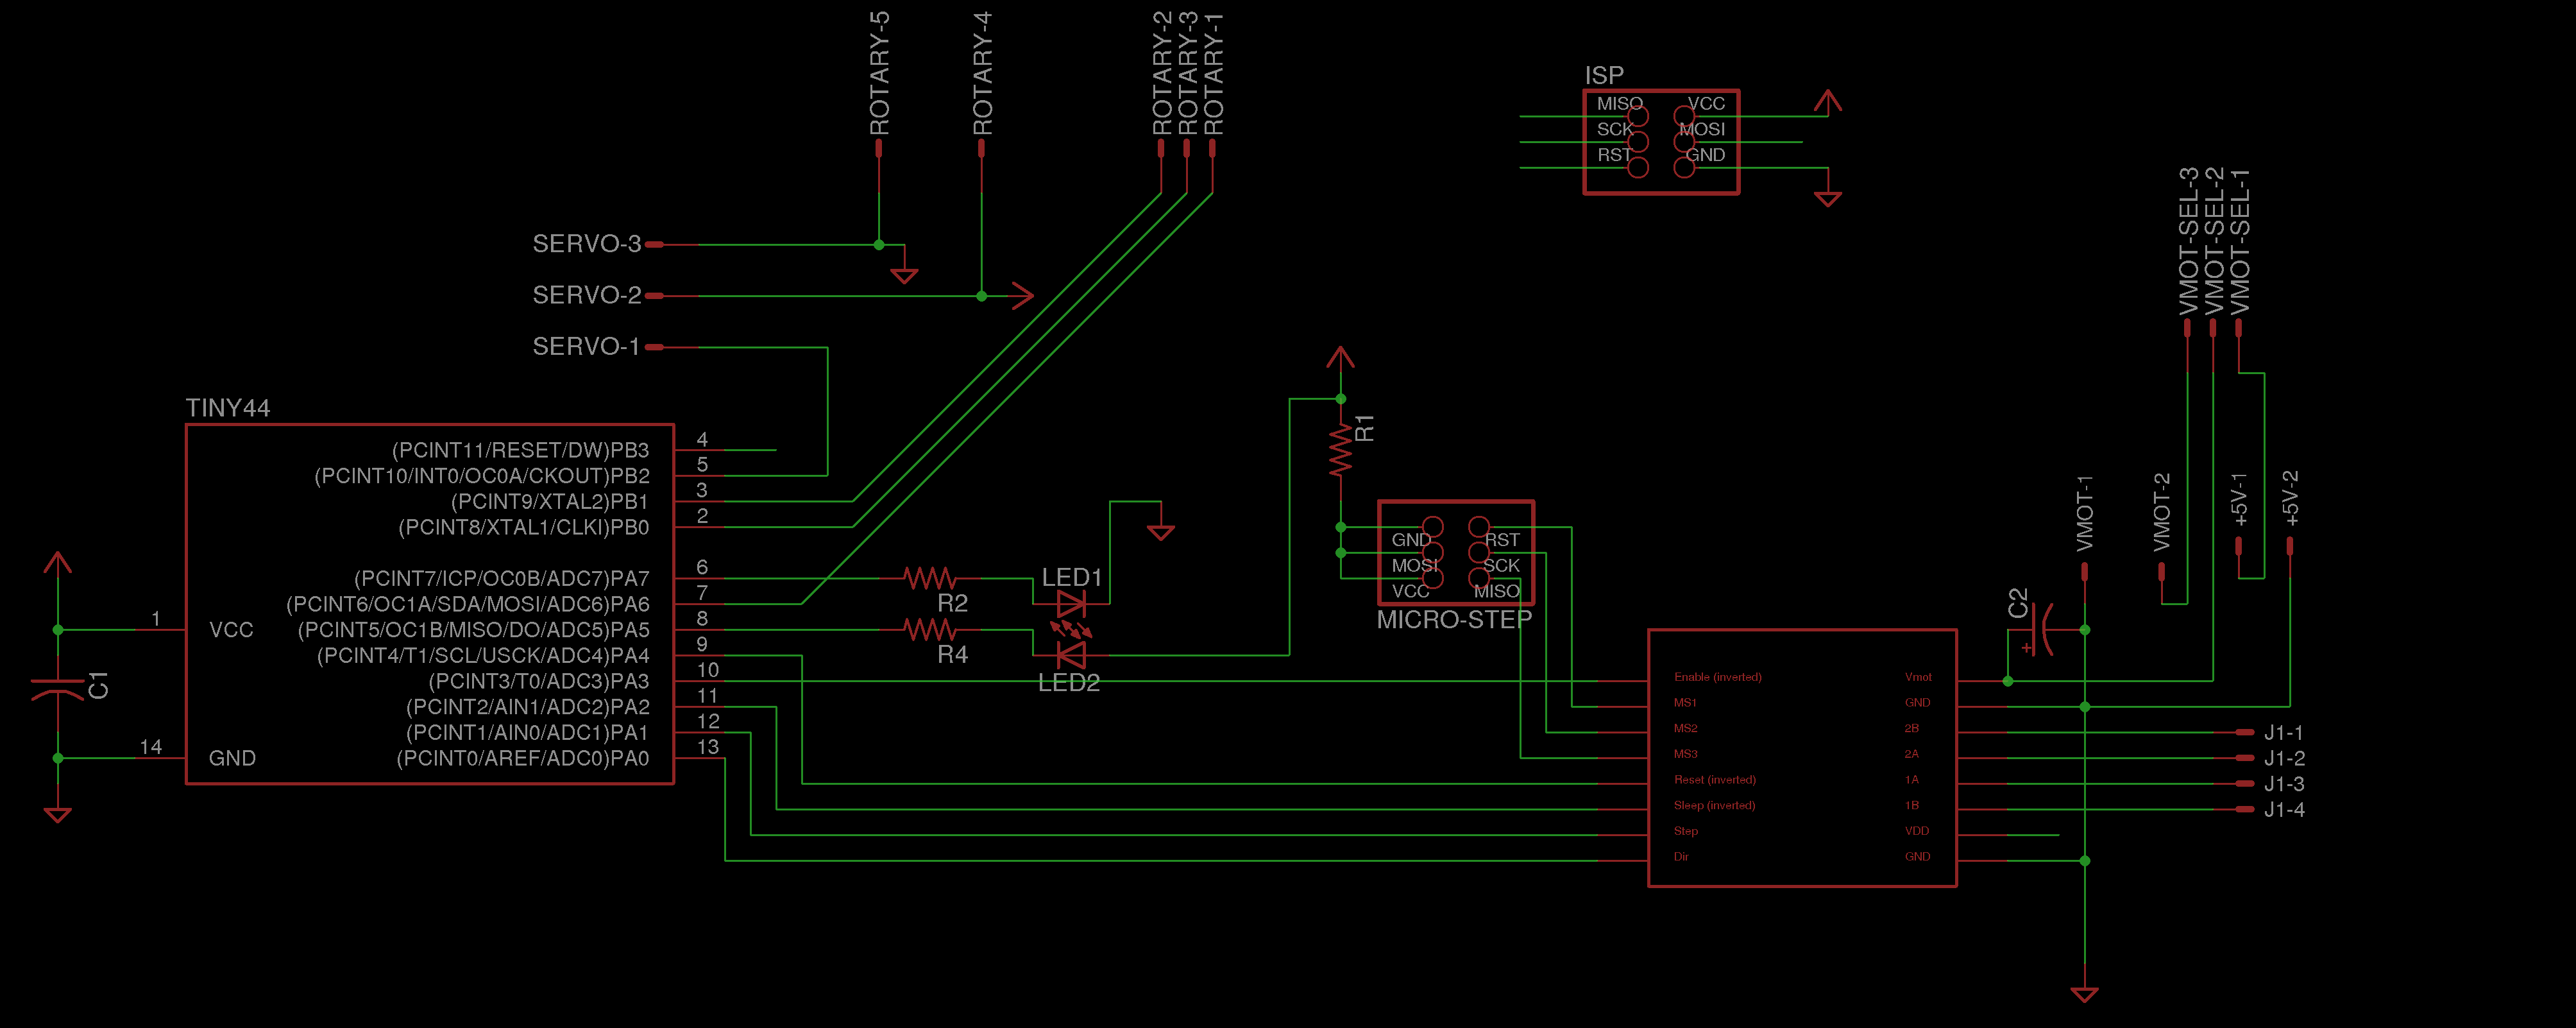 ROTARY-5
ROTARY-4
ROTARY-2
ROTARY-3
ROTARY-1
ISP
MISO VCC
SCK MOSI
RST GND
VMOT-SEL-3
VMOT-SEL-2
VMOT-SEL-1
SERVO-3
SERVO-2
SERVO-1
TINY44
(PCINT11/RESET/DW)PB3 4
(PCINT10/INT0/OC0A/CKOUT)PB2 5
(PCINT9/XTAL2)PB1 3
(PCINT8/XTAL1/CLKI)PB0 2
(PCINT7/ICP/OC0B/ADC7)PA7 6
(PCINT6/OC1A/SDA/MOSI/ADC6)PA6 7
1 VCC (PCINT5/OC1B/MISO/DO/ADC5)PA5 8
(PCINT4/T1/SCL/USCK/ADC4)PA4 9
(PCINT3/T0/ADC3)PA3 10
(PCINT2/AIN1/ADC2)PA2 11
(PCINT1/AIN0/ADC1)PA1 12
14 GND (PCINT0/AREF/ADC0)PA0 13
C1
R2
R4
LED1
LED2
R1
GND RST
MOSI SCK
VCC MISO
MICRO-STEP
VMOT-1
VMOT-2
+5V-1
+5V-2
C2
+
Enable (inverted) Vmot
MS1 GND
MS2 2B
MS3 2A
Reset (inverted) 1A
Sleep (inverted) 1B
Step VDD
Dir GND
J1-1
J1-2
J1-3
J1-4